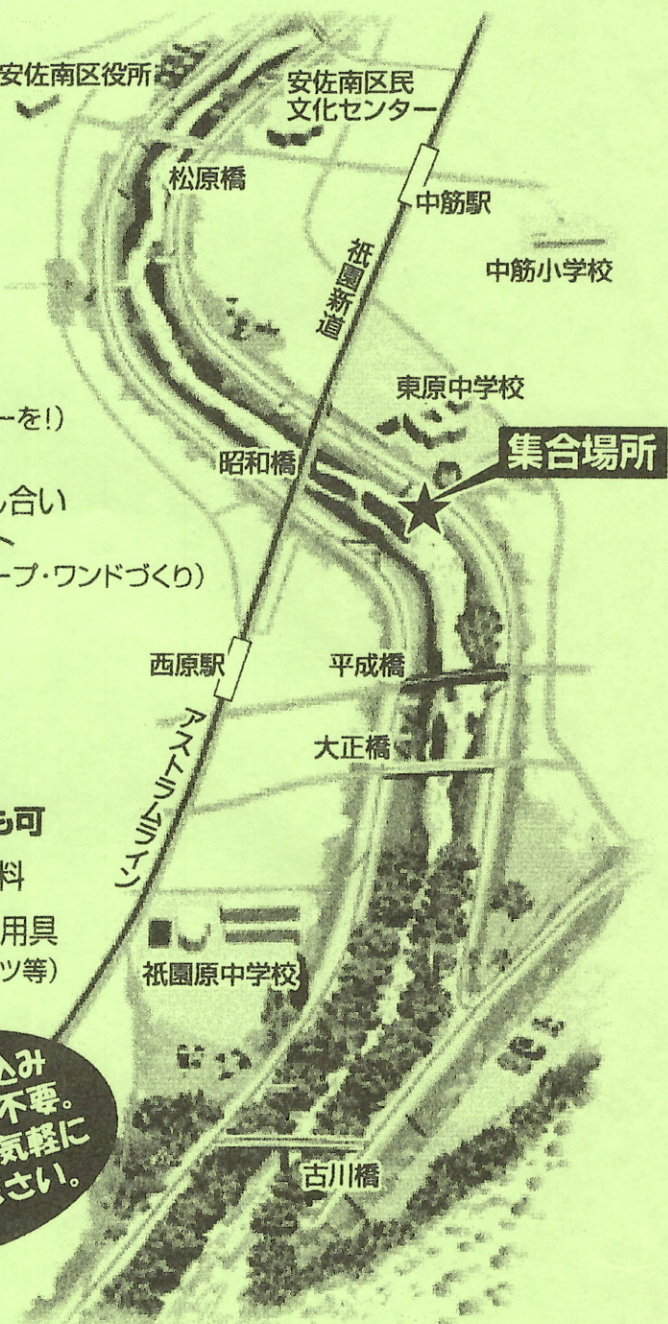 安佐南区役所
安佐南区民
文化センター
松原橋
中筋駅
祇園新道
中筋小学校
東原中学校
ーを!)
昭和橋
集合場所
し合い
ープ・ワンドづくり)
西原駅
平成橋
大正橋
アストラムライン
も可
料
用具
ツ等)
祇園原中学校
込み
不要。
気軽に
さい。
古川橋